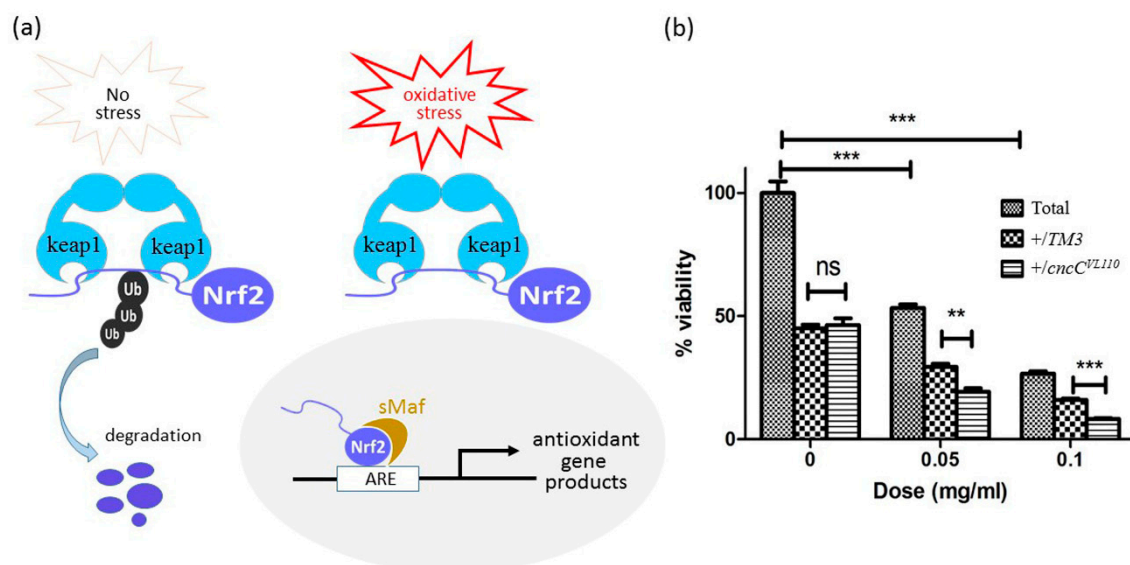 (a)
No
stress
keap1
keap1
Nrf2
Ub
Ub
Ub
degradation
oxidative
stress
keap1
keap1
Nrf2
sMaf
Nrf2
ARE
antioxidant
gene
products
(b)
% viability
100
50
0
***
***
ns
**
***
Total
+/TM3
+/cncC^VL110
0
0.05
0.1
Dose (mg/ml)